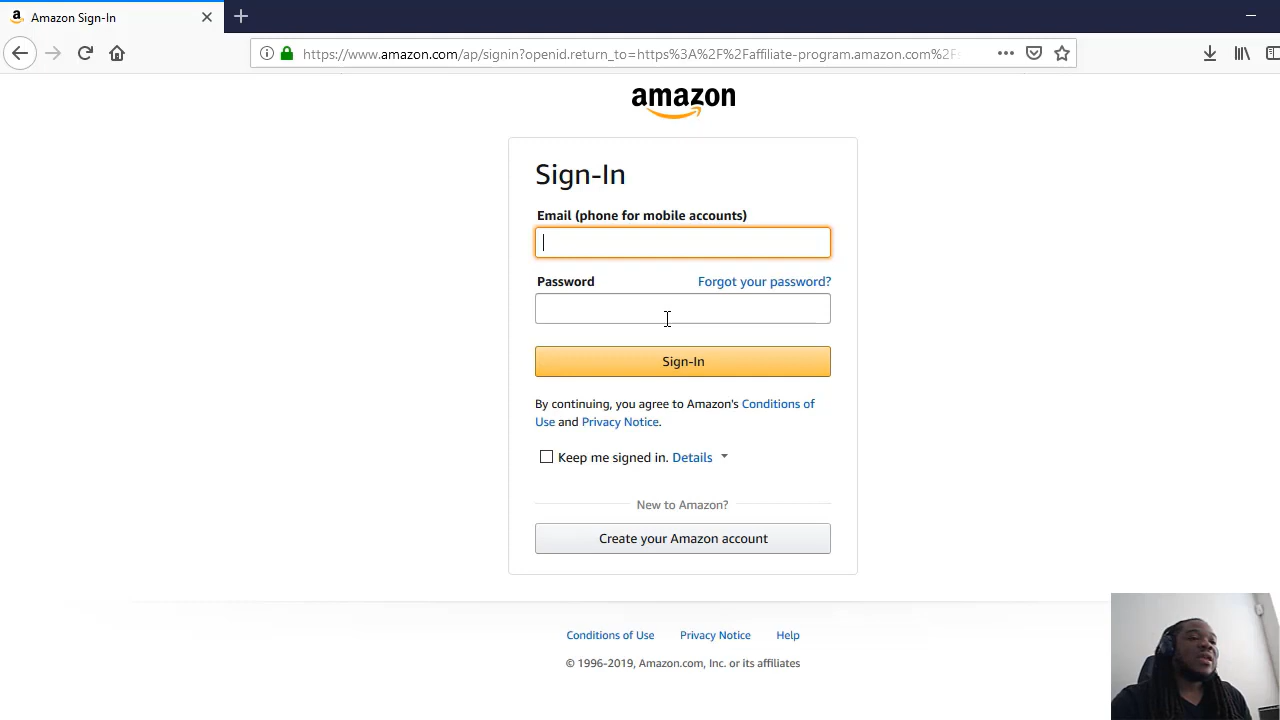 Amazon Sign-In
https://www.amazon.com/ap/signin?openid.return_to=https%3A%2F%2Faffiliate-program.amazon.com%2F
amazon
Sign-In
Email (phone for mobile accounts)
Password Forgot your password?
Sign-In
By continuing, you agree to Amazon's Conditions of
Use and Privacy Notice.
Keep me signed in. Details
New to Amazon?
Create your Amazon account
Conditions of Use Privacy Notice Help
© 1996-2019, Amazon.com, Inc. or its affiliates